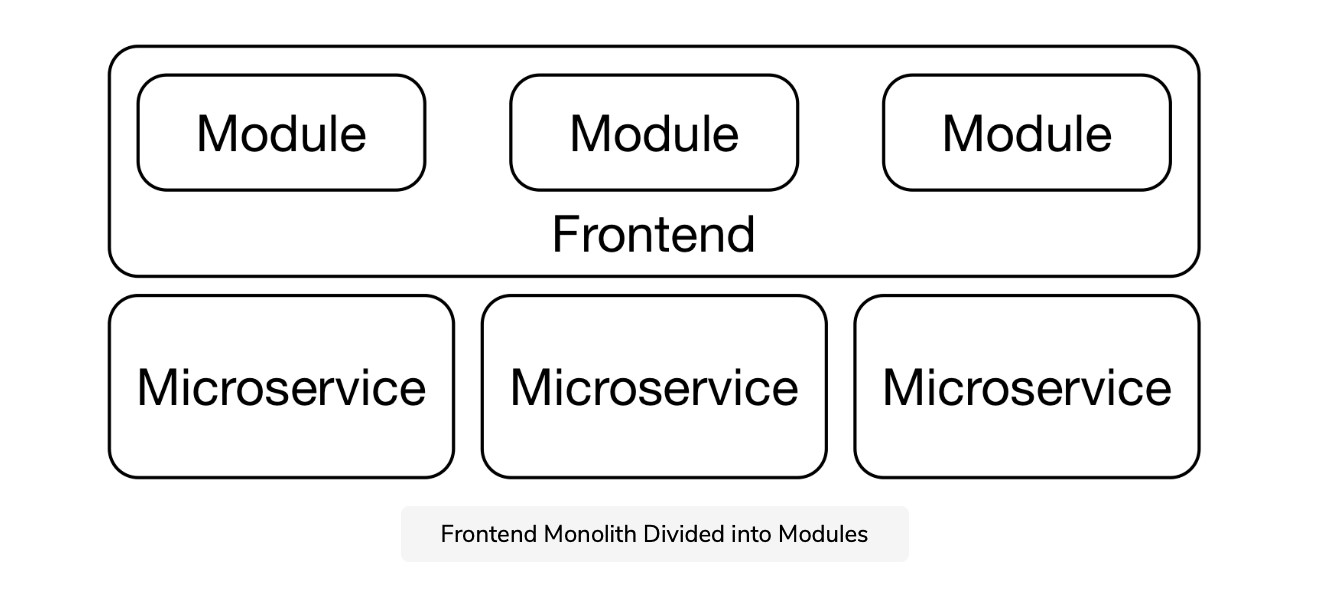 Module Module Module
Frontend
Microservice Microservice Microservice
Frontend Monolith Divided into Modules